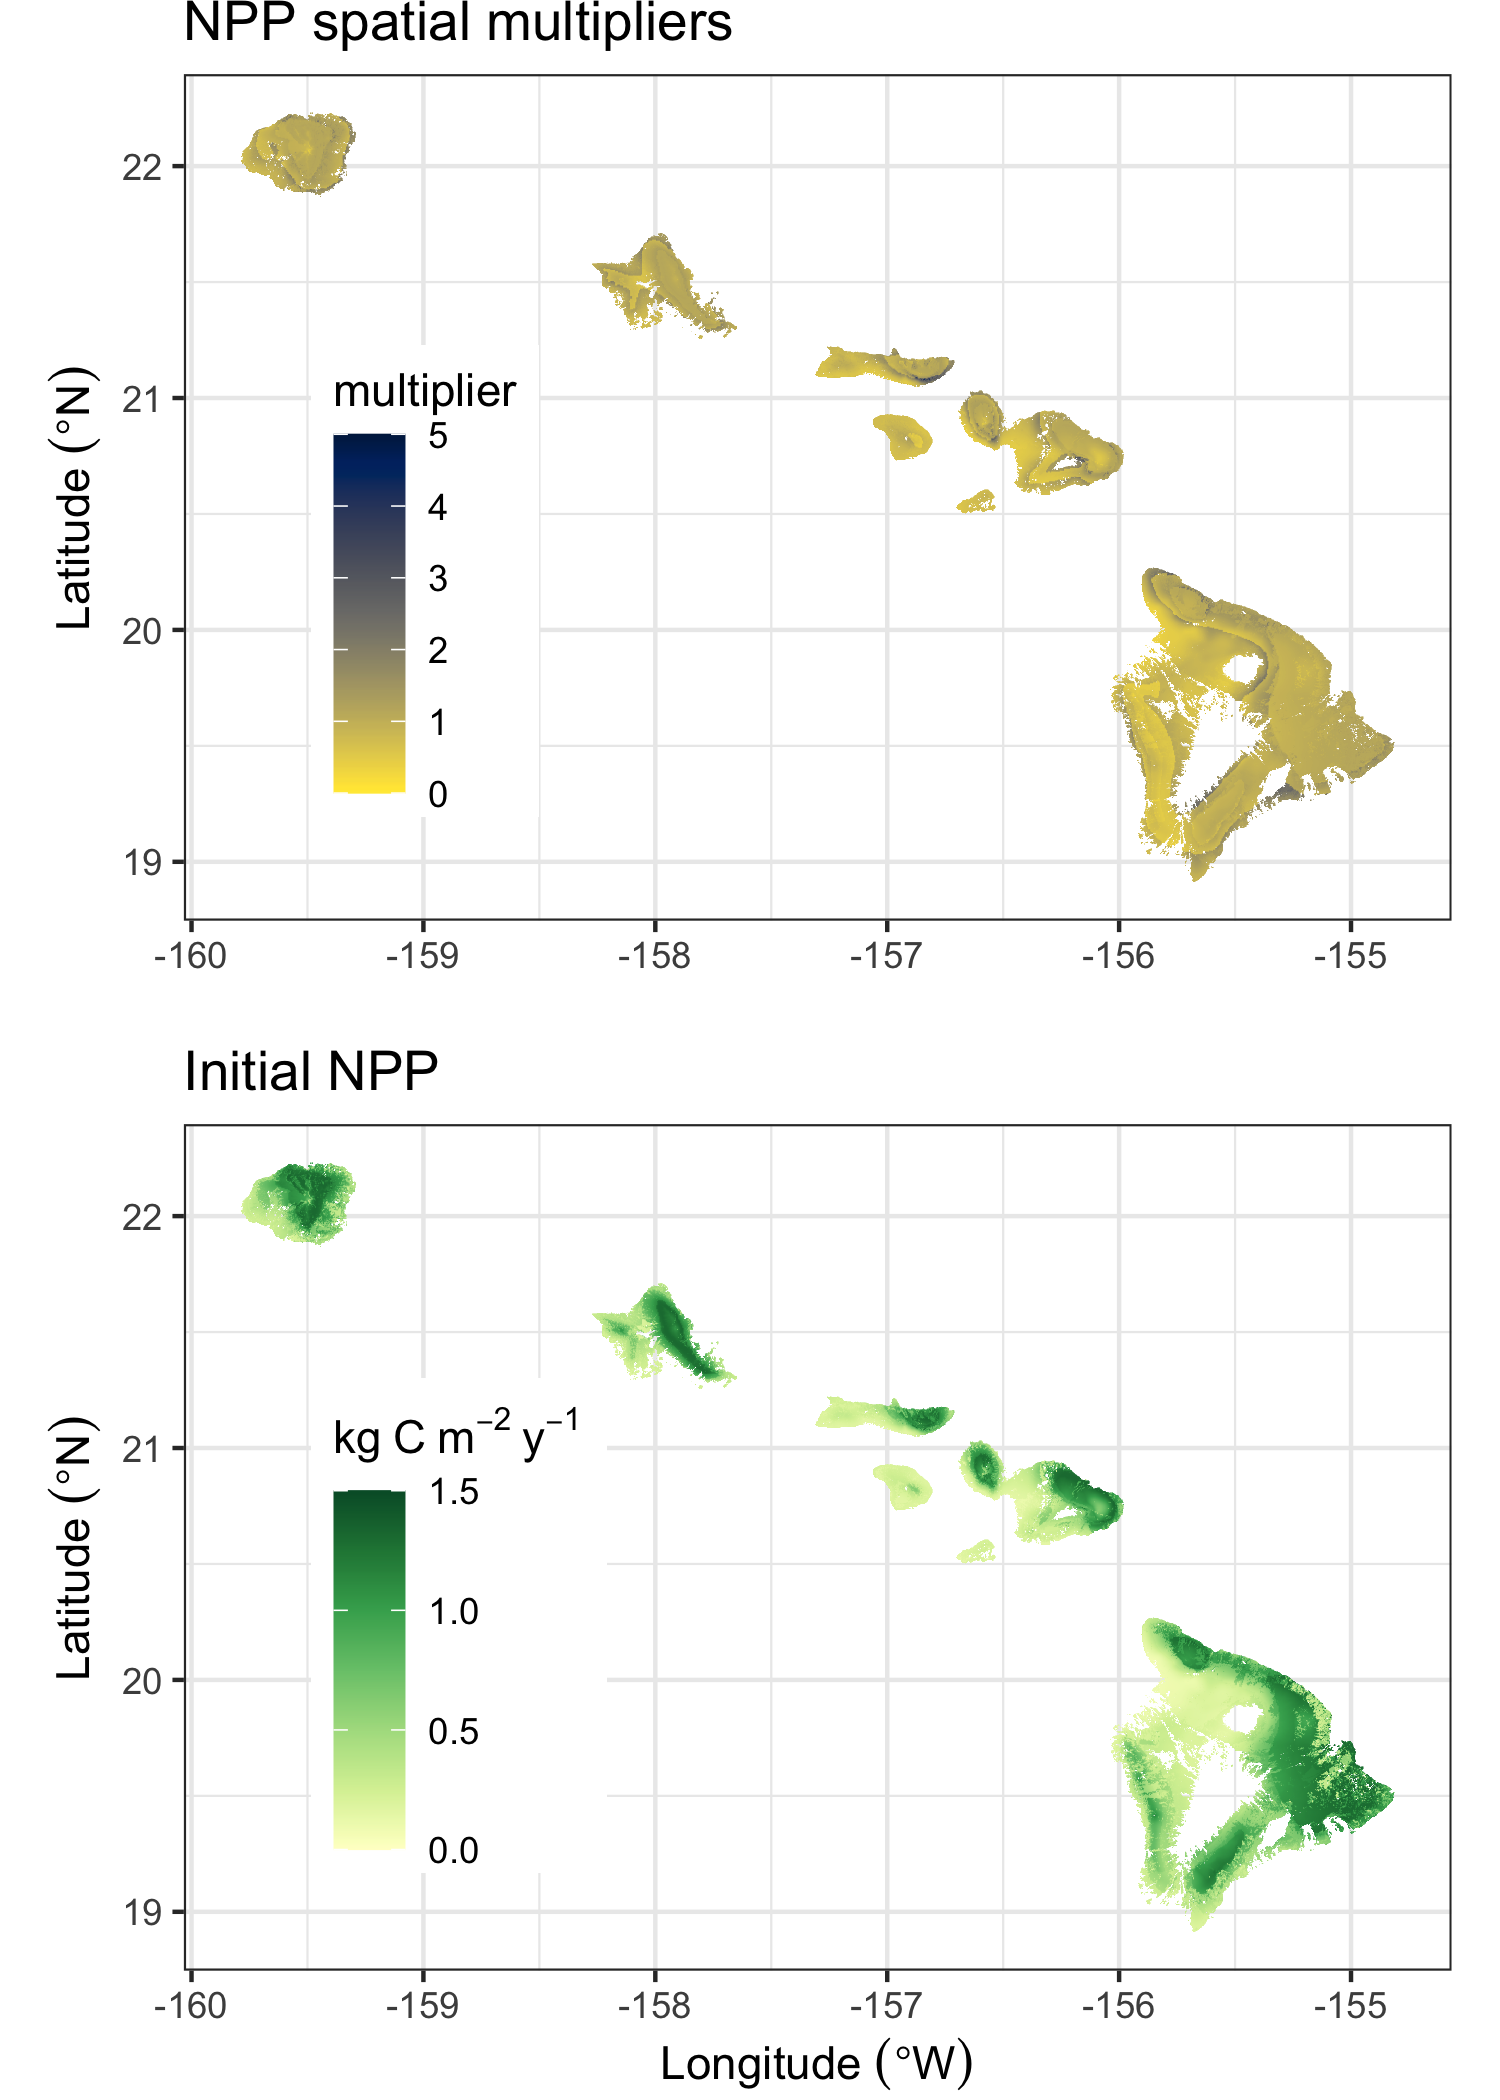 NPP spatial multipliers
Latitude (°N)
22
21
20
19
multiplier
5
4
3
2
1
0
-160 -159 -158 -157 -156 -155
Initial NPP
Latitude (°N)
22
21
20
19
kg C m⁻² y⁻¹
1.5
1.0
0.5
0.0
-160 -159 -158 -157 -156 -155
Longitude (°W)